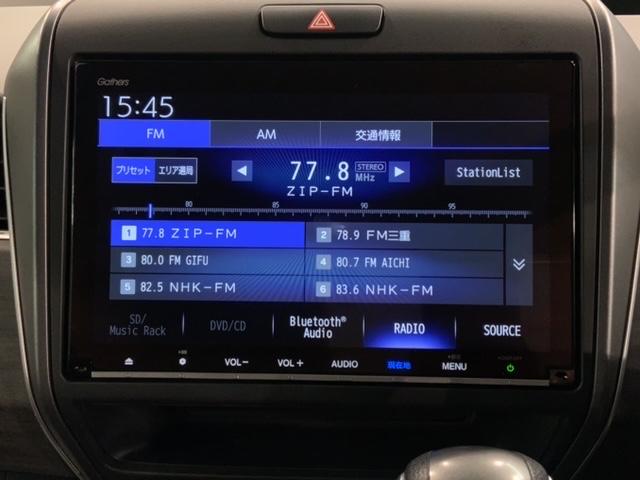 Gathers
15:45
FM AM 交通情報
プリセット エリア選局 ◀ 77.8 STEREO MHz ▶ StationList
ZIP-FM
80 85 90 95
1 77.8 ZIP-FM 2 78.9 FM三重
3 80.0 FM GIFU 4 80.7 FM AICHI
5 82.5 NHK-FM 6 83.6 NHK-FM
SD/ Music Rack DVD/CD Bluetooth® Audio RADIO SOURCE
VOL- VOL+ AUDIO 現在地 MENU